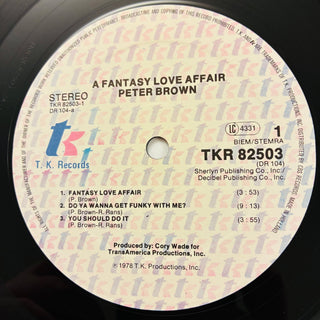 A FANTASY LOVE AFFAIR
PETER BROWN
STEREO
TKR 82503-1
DR 104-a
LC 4331
1
BIEM/STEMRA
TKR 82503
(DR 104)
Sherlyn Publishing Co., Inc./
Decibel Publishing Co., Inc.
tk
T. K. Records
1. FANTASY LOVE AFFAIR (3 : 53)
(P. Brown)
2. DO YA WANNA GET FUNKY WITH ME? (9 : 13)
(P. Brown-R. Rans)
3. YOU SHOULD DO IT (3 : 55)
(P. Brown-R. Rans)
Produced by: Cory Wade for
TransAmerica Productions, Inc.
℗ 1978 T.K. Productions, Inc.